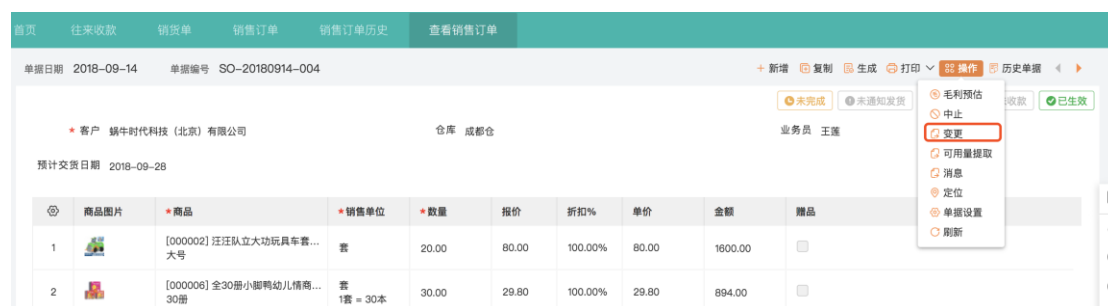 首页 往来收款 销货单 销售订单 销售订单历史 查看销售订单
单据日期 2018-09-14 单据编号 SO-20180914-004 新增 复制 生成 打印 操作 历史单据
未完成 未通知发货 收款 已生效
毛利预估
中止
变更
可用量提取
消息
定位
单据设置
刷新
* 客户 蜗牛时代科技（北京）有限公司 仓库 成都仓 业务员 王莲
预计交货日期 2018-09-28
商品图片 *商品 *销售单位 *数量 报价 折扣% 单价 金额 赠品
1 [000002] 汪汪队立大功玩具车套... 套 20.00 80.00 100.00% 80.00 1600.00
大号
2 [000006] 全30册小脚鸭幼儿情商... 套 30.00 29.80 100.00% 29.80 894.00
30册 1套 = 30本